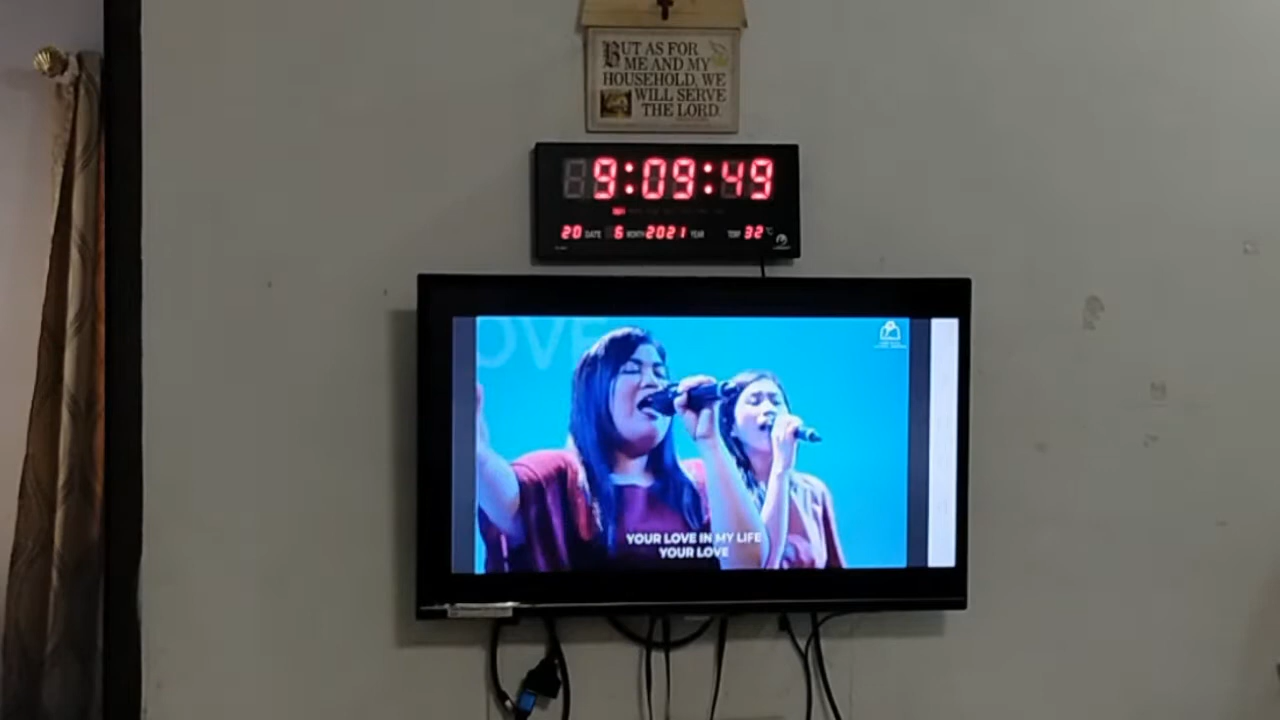 BUT AS FOR
ME AND MY
HOUSEHOLD, WE
WILL SERVE
THE LORD.
9:09:49
20 DATE 6 MONTH 2021 YEAR TEMP 32 °C
OVE
YOUR LOVE IN MY LIFE
YOUR LOVE